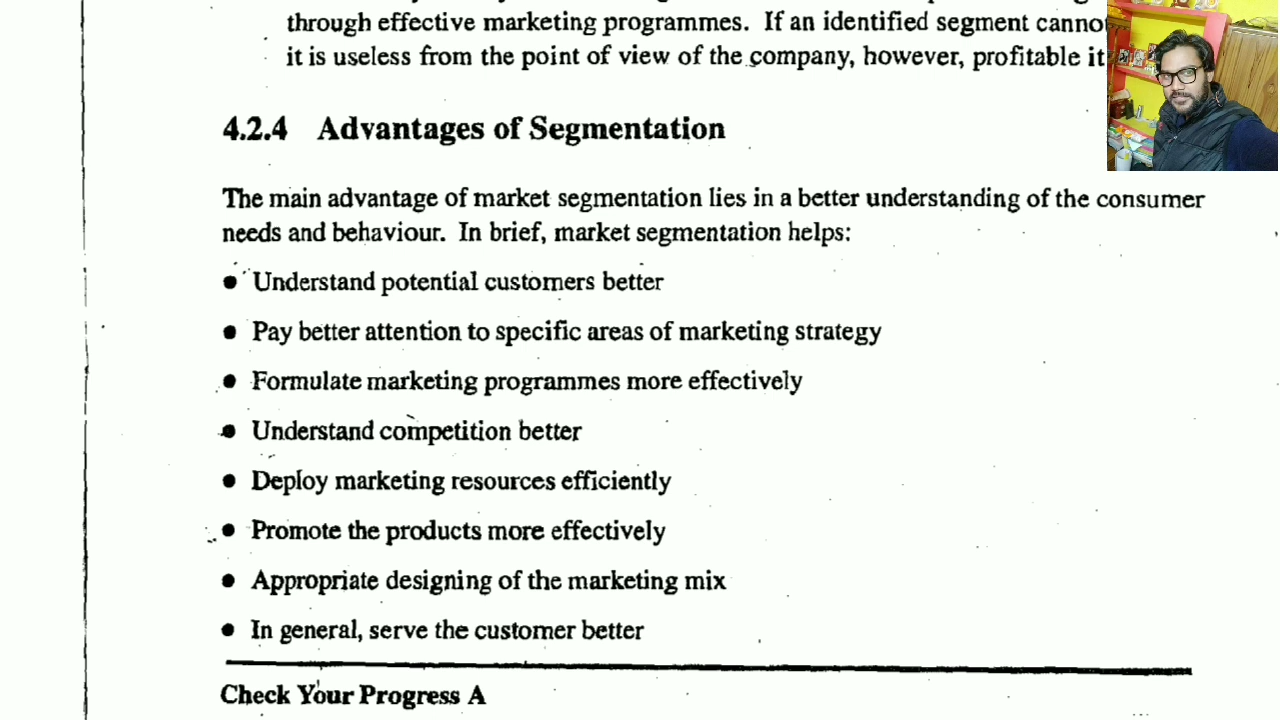 through effective marketing programmes. If an identified segment
it is useless from the point of view of the company, however, profitable
4.2.4 Advantages of Segmentation
The main advantage of market segmentation lies in a better understanding of the consumer
needs and behaviour. In brief, market segmentation helps:
● Understand potential customers better
● Pay better attention to specific areas of marketing strategy
● Formulate marketing programmes more effectively
● Understand competition better
● Deploy marketing resources efficiently
● Promote the products more effectively
● Appropriate designing of the marketing mix
● In general, serve the customer better
Check Your Progress A